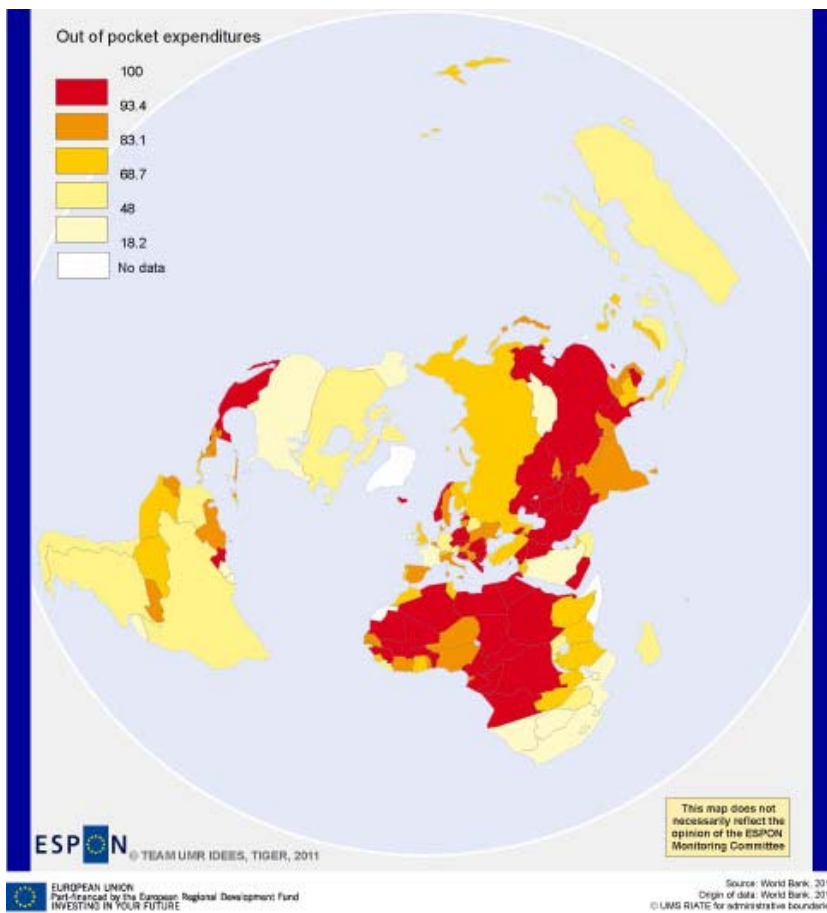 Out of pocket expenditures
100
93.4
83.1
68.7
48
18.2
No data
This map does not
necessarily reflect the
opinion of the ESPON
Monitoring Committee
ESPON © TEAM UMR IDEES, TIGER, 2011
EUROPEAN UNION
Part-financed by the European Regional Development Fund
INVESTING IN YOUR FUTURE
Source: World Bank, 201
Origin of data: World Bank, 201
© UMS RIATE for administrative boundarie